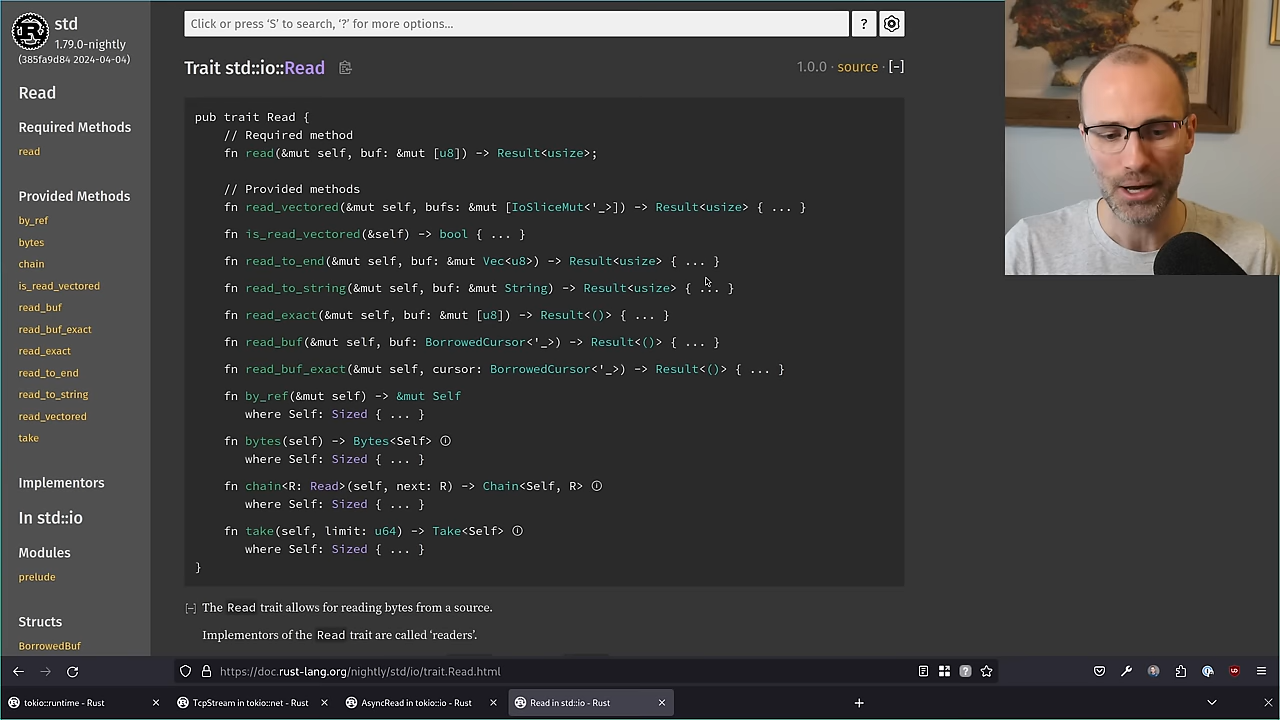 std
1.79.0-nightly
(385fa9d84 2024-04-04)
Read
Required Methods
read
Provided Methods
by_ref
bytes
chain
is_read_vectored
read_buf
read_buf_exact
read_exact
read_to_end
read_to_string
read_vectored
take
Implementors
In std::io
Modules
prelude
Structs
BorrowedBuf
Click or press ‘S’ to search, ‘?’ for more options…
?
Trait std::io::Read
1.0.0 · source · [-]
pub trait Read {
// Required method
fn read(&mut self, buf: &mut [u8]) -> Result<usize>;
// Provided methods
fn read_vectored(&mut self, bufs: &mut [IoSliceMut<'_>]) -> Result<usize> { ... }
fn is_read_vectored(&self) -> bool { ... }
fn read_to_end(&mut self, buf: &mut Vec<u8>) -> Result<usize> { ... }
fn read_to_string(&mut self, buf: &mut String) -> Result<usize> { ... }
fn read_exact(&mut self, buf: &mut [u8]) -> Result<()> { ... }
fn read_buf(&mut self, buf: BorrowedCursor<'_>) -> Result<()> { ... }
fn read_buf_exact(&mut self, cursor: BorrowedCursor<'_>) -> Result<()> { ... }
fn by_ref(&mut self) -> &mut Self
where Self: Sized { ... }
fn bytes(self) -> Bytes<Self> ⓘ
where Self: Sized { ... }
fn chain<R: Read>(self, next: R) -> Chain<Self, R> ⓘ
where Self: Sized { ... }
fn take(self, limit: u64) -> Take<Self> ⓘ
where Self: Sized { ... }
}
[−] The Read trait allows for reading bytes from a source.
Implementors of the Read trait are called ‘readers’.
https://doc.rust-lang.org/nightly/std/io/trait.Read.html
tokio::runtime - Rust
TcpStream in tokio::net - Rust
AsyncRead in tokio::io - Rust
Read in std::io - Rust